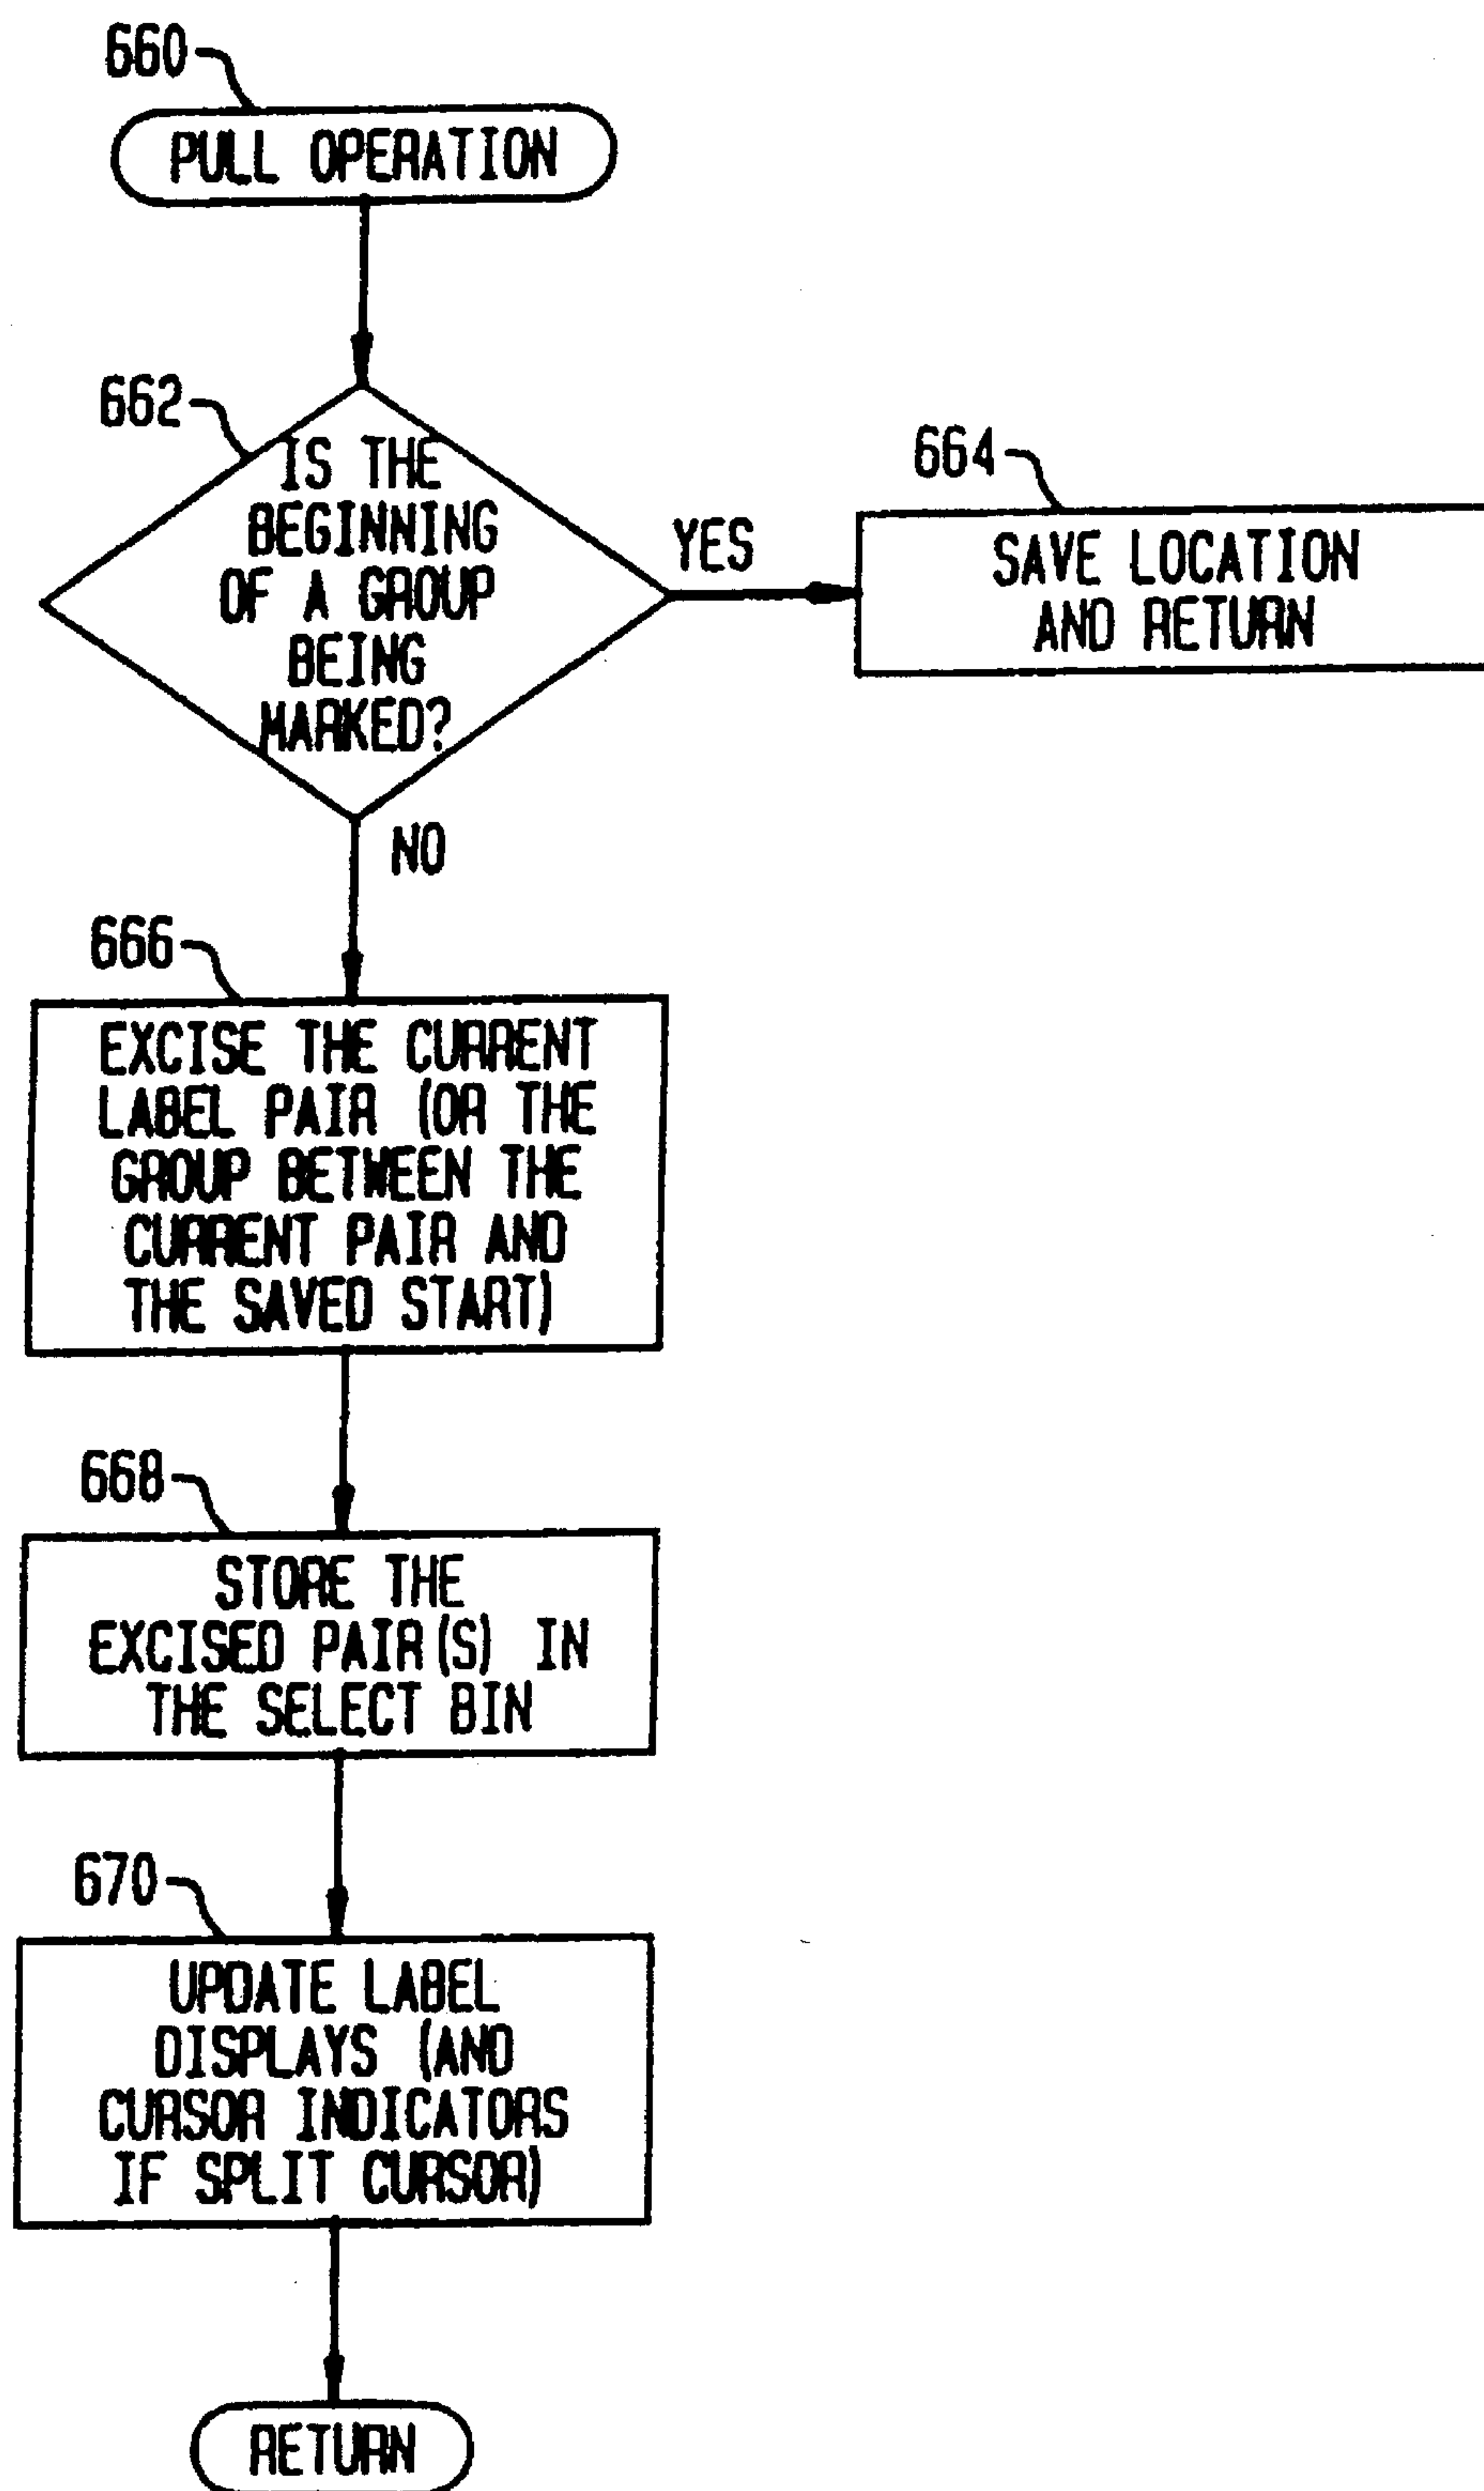 660
PULL OPERATION
662
IS THE
BEGINNING
OF A GROUP
BEING
MARKED?
YES
664
SAVE LOCATION
AND RETURN
NO
666
EXCISE THE CURRENT
LABEL PAIR (OR THE
GROUP BETWEEN THE
CURRENT PAIR AND
THE SAVED START)
668
STORE THE
EXCISED PAIR(S) IN
THE SELECT BIN
670
UPDATE LABEL
DISPLAYS (AND
CURSOR INDICATORS
IF SPLIT CURSOR)
RETURN